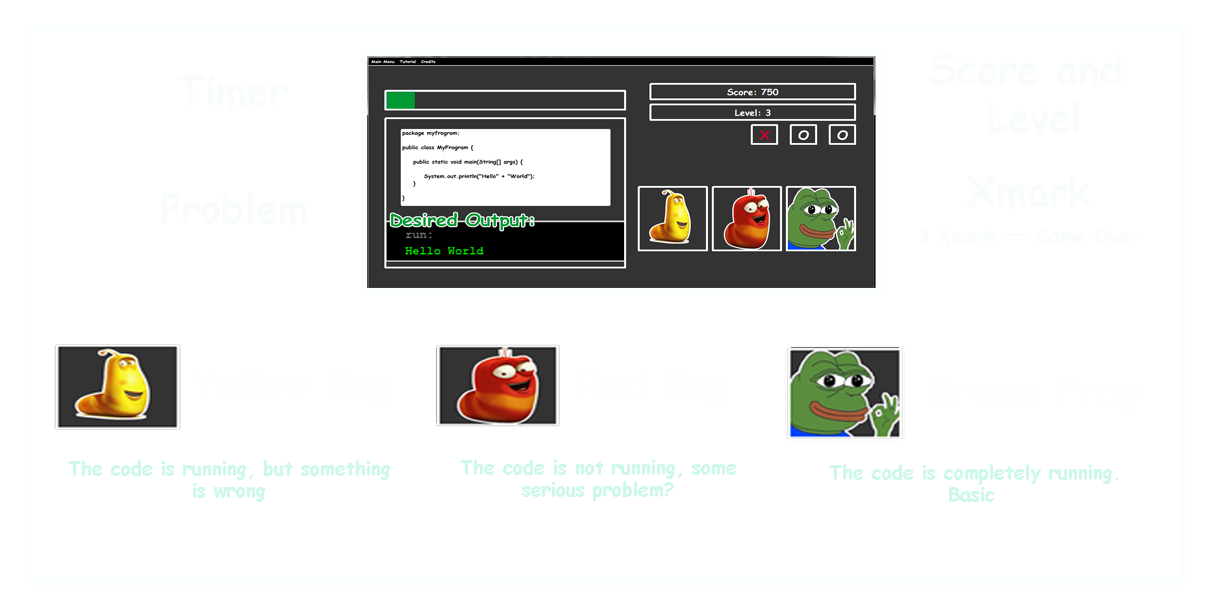 Timer
Problem
Main Menu Tutorial Credits
package myfrogram;
public class MyFrogram {
public static void main(String[] args) {
System.out.println("Hello" + "World");
}
}
Desired Output:
run:
Hello World
Score: 750
Level: 3
X O O
Score and
Level
Xmark
3 Xmark == Game Over
Yellow Bug
Red Bug
The code is running, but something
is wrong
The code is not running, some
serious problem?
The code is completely running.
Basic